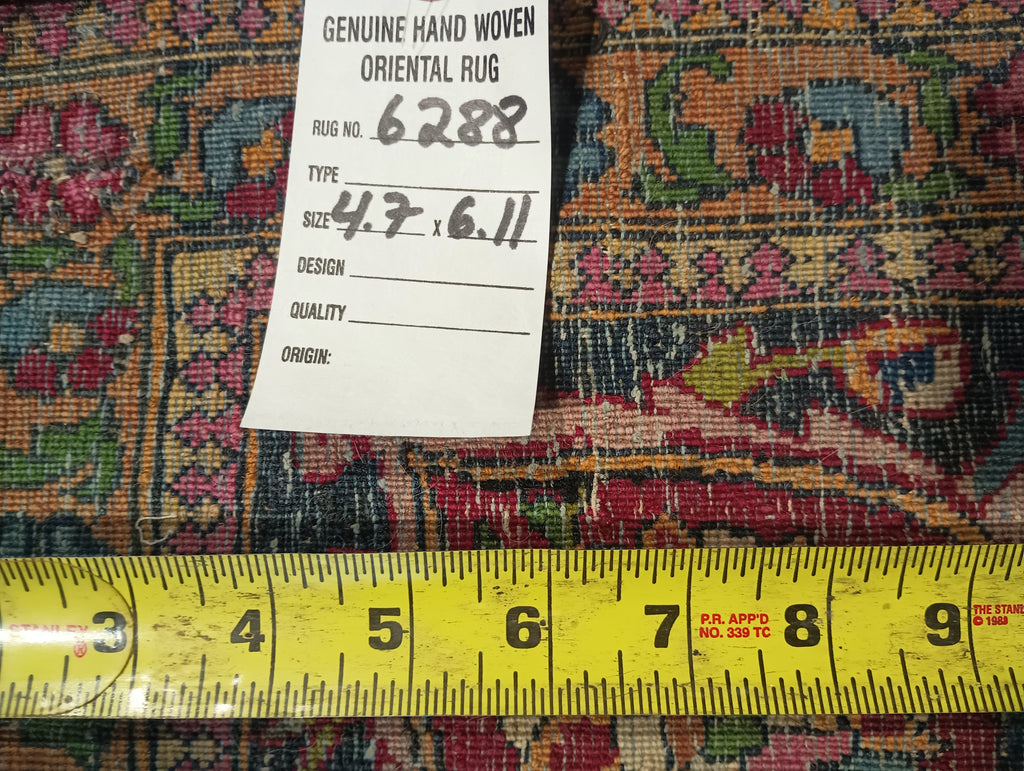 GENUINE HAND WOVEN
ORIENTAL RUG
RUG NO. 6288
TYPE
SIZE 4.7 x 6.11
DESIGN
QUALITY
ORIGIN:
3 4 5 6 7 8 9
STANLEY®
P.R. APP'D
NO. 339 TC
THE STANL
© 198